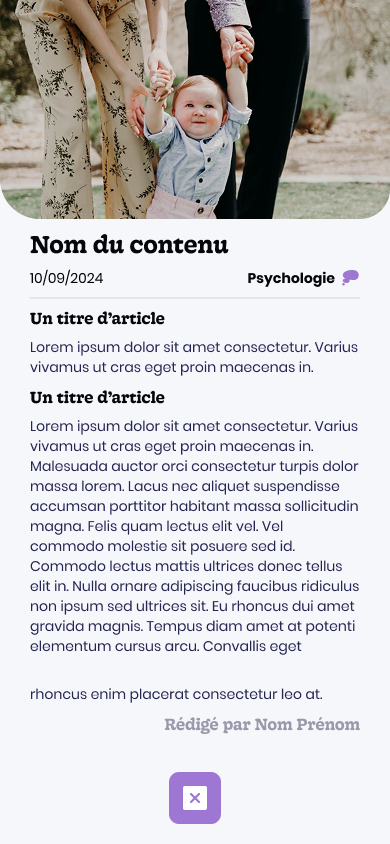 Nom du contenu
10/09/2024 Psychologie
Un titre d’article
Lorem ipsum dolor sit amet consectetur. Varius
vivamus ut cras eget proin maecenas in.
Un titre d’article
Lorem ipsum dolor sit amet consectetur. Varius
vivamus ut cras eget proin maecenas in.
Malesuada auctor orci consectetur turpis dolor
massa lorem. Lacus nec aliquet suspendisse
accumsan porttitor habitant massa sollicitudin
magna. Felis quam lectus elit vel. Vel
commodo molestie sit posuere sed id.
Commodo lectus mattis ultrices donec tellus
elit in. Nulla ornare adipiscing faucibus ridiculus
non ipsum sed ultrices sit. Eu rhoncus dui amet
gravida magnis. Tempus diam amet at potenti
elementum cursus arcu. Convallis eget
rhoncus enim placerat consectetur leo at.
Rédigé par Nom Prénom